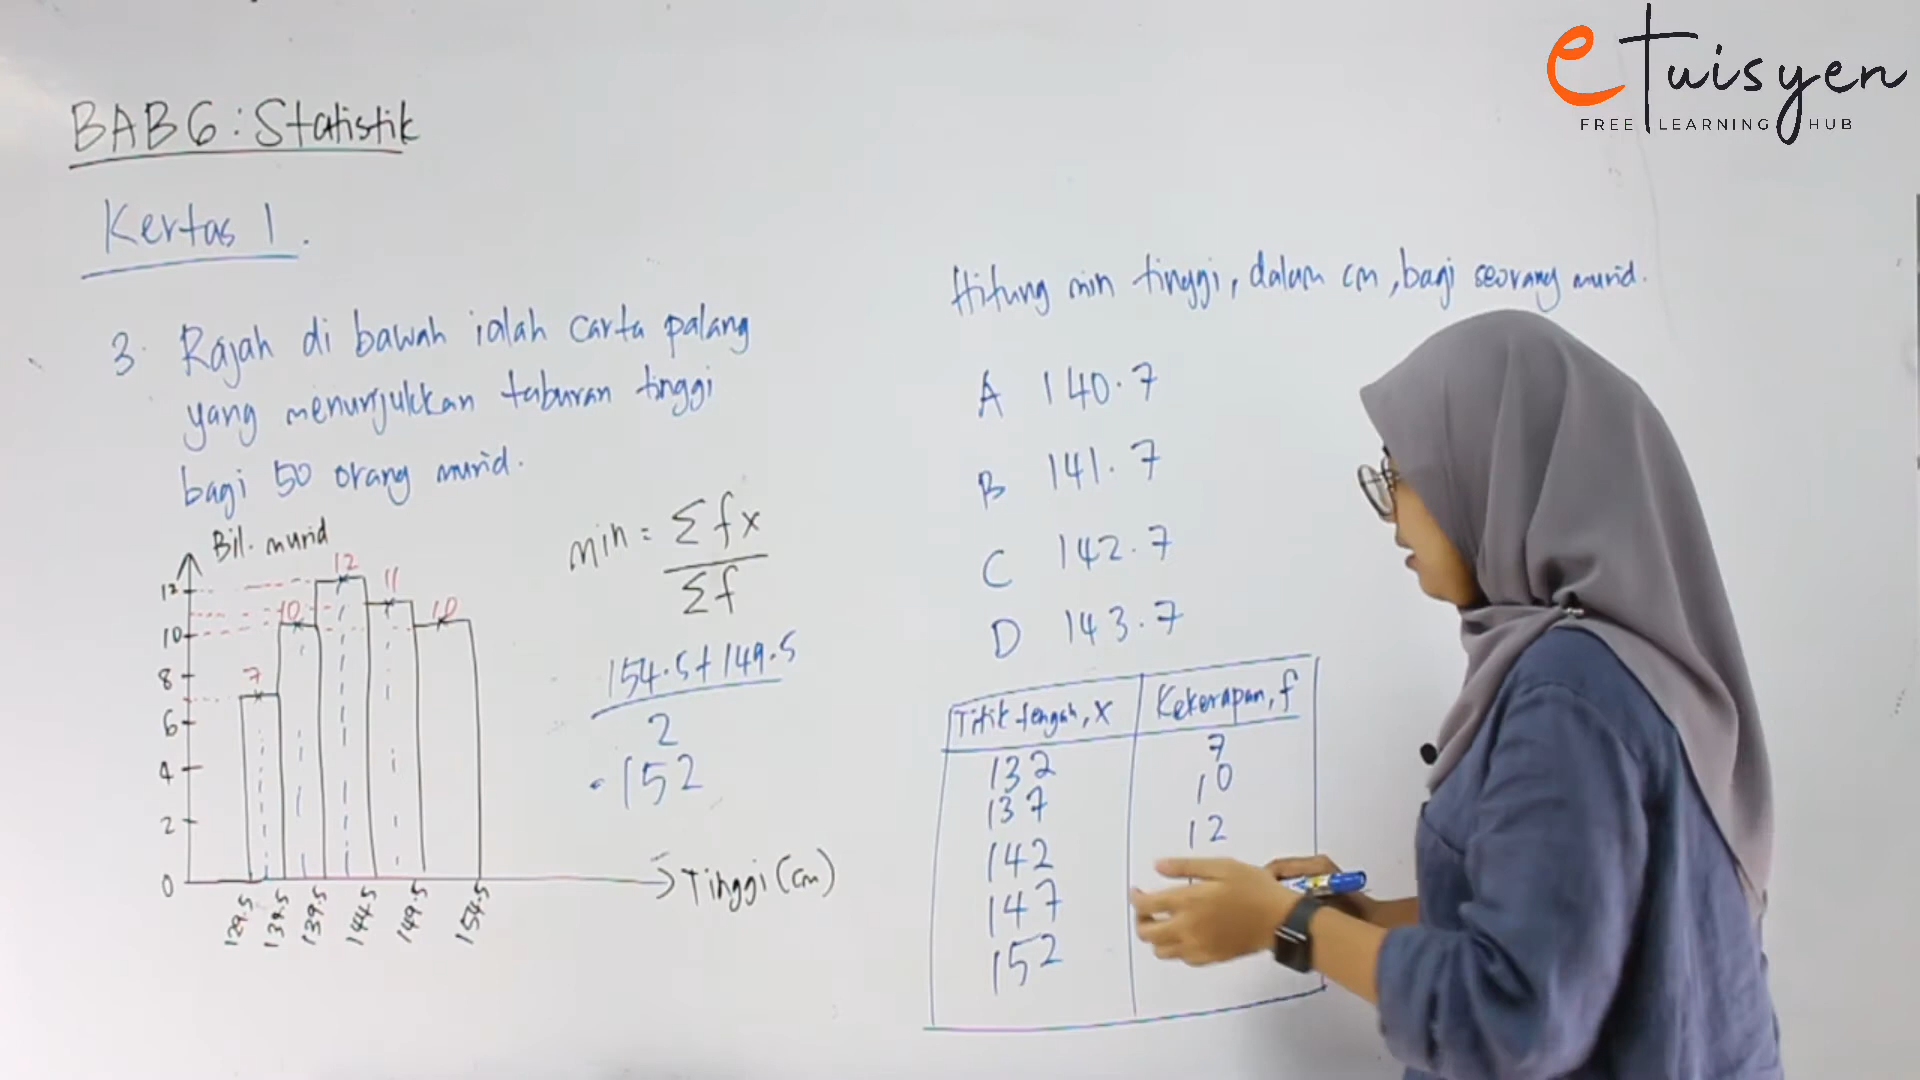 etuisyen
FREE LEARNING HUB
BAB 6 : Statistik
Kertas 1.
3. Rajah di bawah ialah carta palang
yang menunjukkan taburan tinggi
bagi 50 orang murid.
Bil. murid
12
10
8
6
4
2
0
7
10
12
11
10
129.5
134.5
139.5
144.5
149.5
154.5
Tinggi (cm)
min = Σfx
Σf
154.5 + 149.5
2
= 152
Hitung min tinggi, dalam cm, bagi seorang murid.
A 140.7
B 141.7
C 142.7
D 143.7
Titik tengah, x Kekerapan, f
132 7
137 10
142 12
147
152